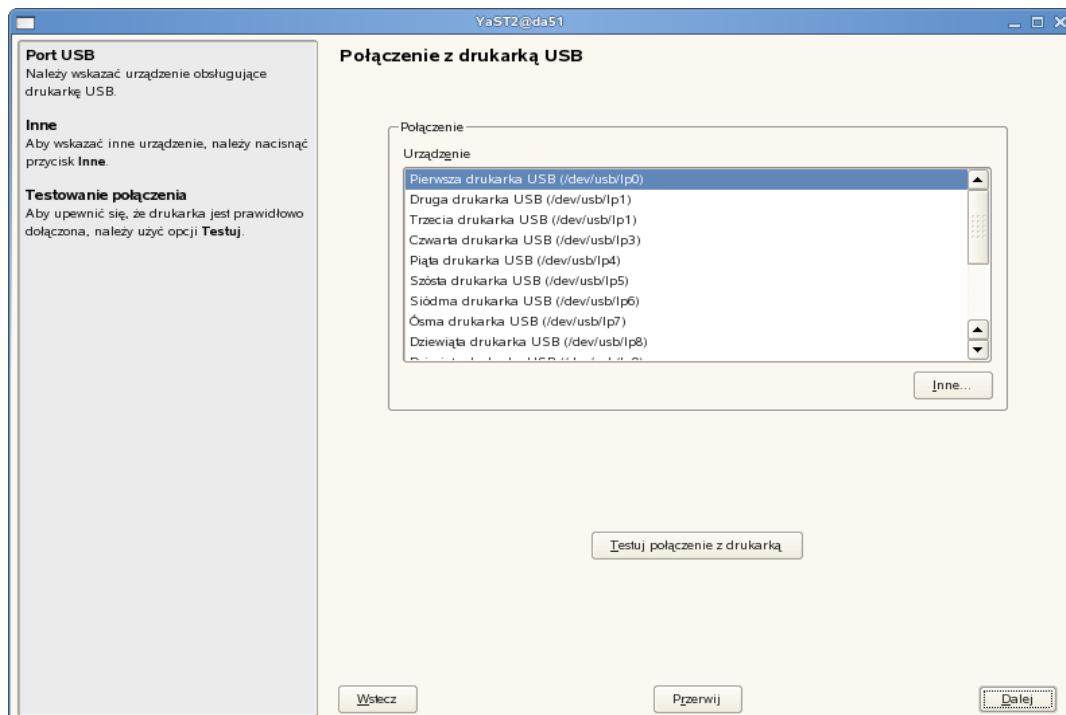 YaST2@da51
Port USB
Należy wskazać urządzenie obsługujące
drukarkę USB.
Inne
Aby wskazać inne urządzenie, należy nacisnąć
przycisk Inne.
Testowanie połączenia
Aby upewnić się, że drukarka jest prawidłowo
dołączona, należy użyć opcji Testuj.
Połączenie z drukarką USB
Połączenie
Urządzenie
Pierwsza drukarka USB (/dev/usb/lp0)
Druga drukarka USB (/dev/usb/lp1)
Trzecia drukarka USB (/dev/usb/lp1)
Czwarta drukarka USB (/dev/usb/lp3)
Piąta drukarka USB (/dev/usb/lp4)
Szósta drukarka USB (/dev/usb/lp5)
Siódma drukarka USB (/dev/usb/lp6)
Ósma drukarka USB (/dev/usb/lp7)
Dziewiąta drukarka USB (/dev/usb/lp8)
Inne...
Testuj połączenie z drukarką
Wstecz
Przerwij
Dalej